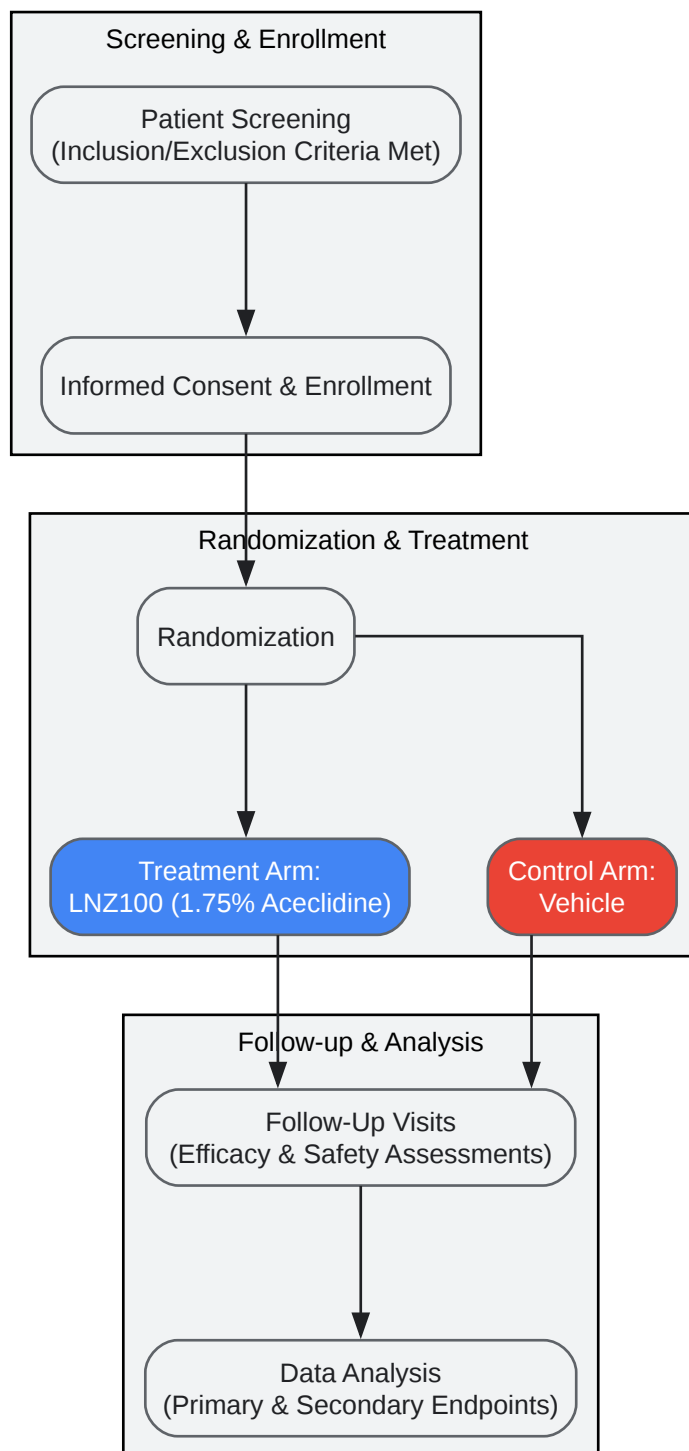 Screening & Enrollment
Patient Screening
(Inclusion/Exclusion Criteria Met)
Informed Consent & Enrollment
Randomization & Treatment
Randomization
Treatment Arm:
LNZ100 (1.75% Aceclidine)
Control Arm:
Vehicle
Follow-up & Analysis
Follow-Up Visits
(Efficacy & Safety Assessments)
Data Analysis
(Primary & Secondary Endpoints)